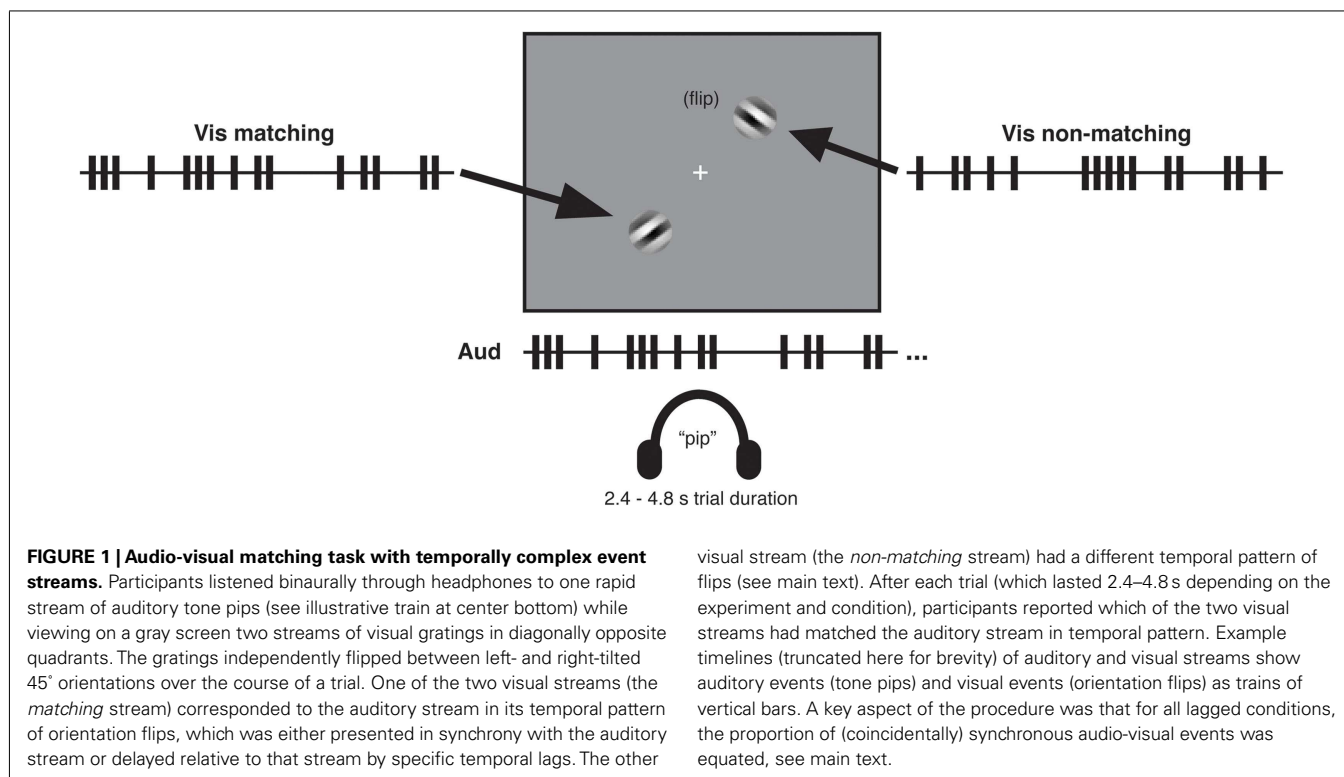 (flip)
Vis matching
Vis non-matching
Aud
...
“pip”
2.4 - 4.8 s trial duration
FIGURE 1 | Audio-visual matching task with temporally complex event
streams. Participants listened binaurally through headphones to one rapid
stream of auditory tone pips (see illustrative train at center bottom) while
viewing on a gray screen two streams of visual gratings in diagonally opposite
quadrants. The gratings independently flipped between left- and right-tilted
45° orientations over the course of a trial. One of the two visual streams (the
matching stream) corresponded to the auditory stream in its temporal pattern
of orientation flips, which was either presented in synchrony with the auditory
stream or delayed relative to that stream by specific temporal lags. The other
visual stream (the non-matching stream) had a different temporal pattern of
flips (see main text). After each trial (which lasted 2.4–4.8 s depending on the
experiment and condition), participants reported which of the two visual
streams had matched the auditory stream in temporal pattern. Example
timelines (truncated here for brevity) of auditory and visual streams show
auditory events (tone pips) and visual events (orientation flips) as trains of
vertical bars. A key aspect of the procedure was that for all lagged conditions,
the proportion of (coincidentally) synchronous audio-visual events was
equated, see main text.